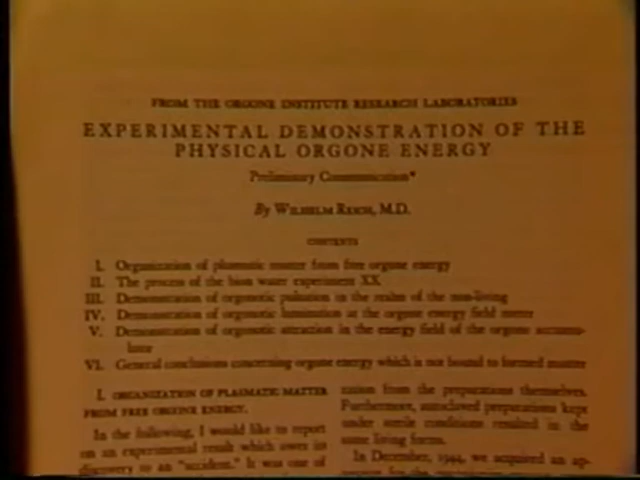 FROM THE ORGONE INSTITUTE RESEARCH LABORATORIES
EXPERIMENTAL DEMONSTRATION OF THE
PHYSICAL ORGONE ENERGY
Preliminary Communication*
By WILHELM REICH, M.D.
CONTENTS
I. Organization of plasmatic matter from free orgone energy
II. The process of the bion water experiment XX
III. Demonstration of orgonotic pulsation in the realm of the non-living
IV. Demonstration of orgonotic lumination at the orgone energy field meter
V. Demonstration of orgonotic attraction in the energy field of the orgone accumu-
lator
VI. General conclusions concerning orgone energy which is not bound to formed matter
I. ORGANIZATION OF PLASMATIC MATTER
FROM FREE ORGONE ENERGY.
In the following, I would like to report
on an experimental result which owes its
discovery to an "accident." It was one of
from the preparations themselves.
Furthermore, autoclaved preparations kept
under sterile conditions resulted in the
same living forms.
In December, 1944, we acquired an ap-